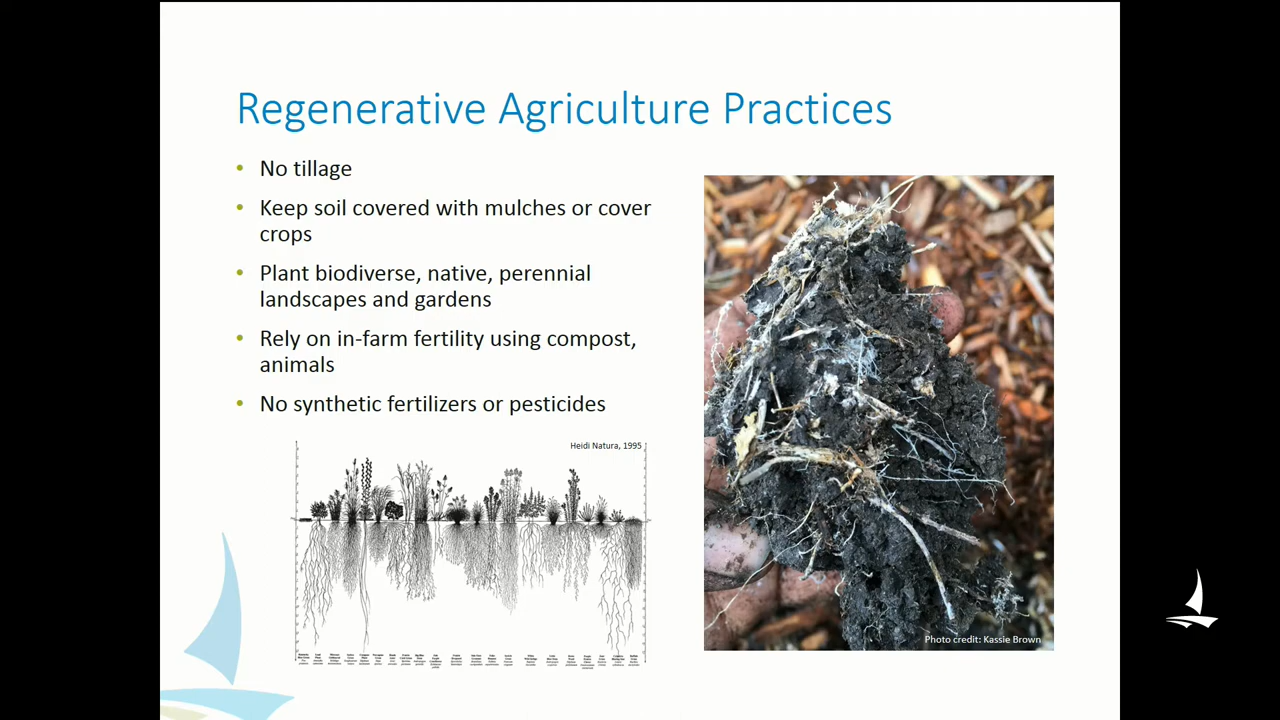 Regenerative Agriculture Practices
• No tillage
• Keep soil covered with mulches or cover
crops
• Plant biodiverse, native, perennial
landscapes and gardens
• Rely on in-farm fertility using compost,
animals
• No synthetic fertilizers or pesticides
Heidi Natura, 1995
Photo credit: Kassie Brown